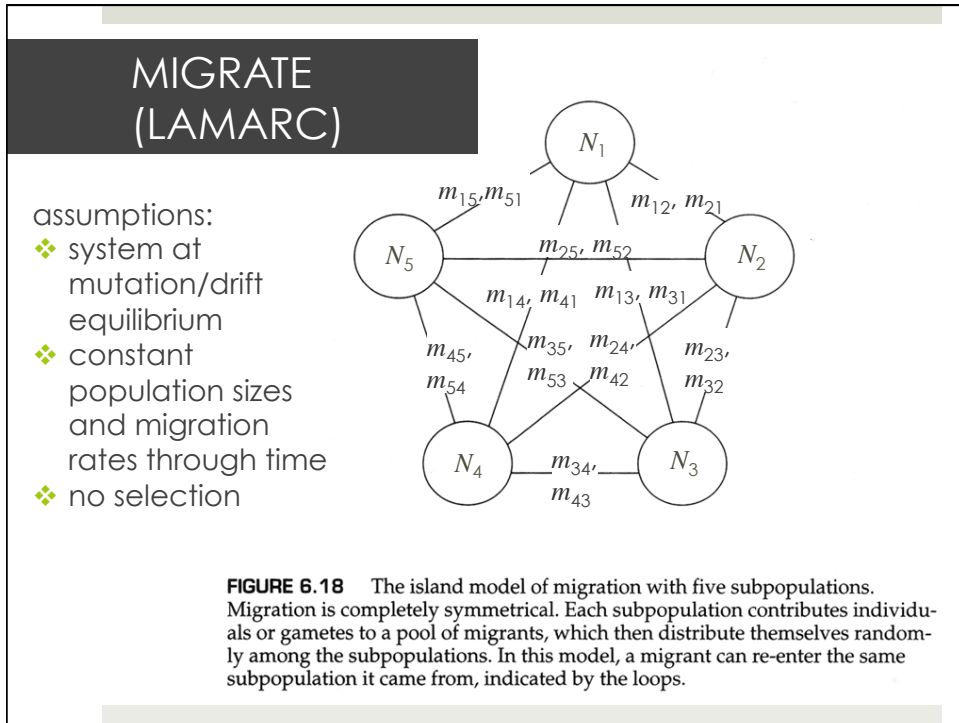 MIGRATE
(LAMARC)
assumptions:
❖ system at
mutation/drift
equilibrium
❖ constant
population sizes
and migration
rates through time
❖ no selection
N₁
m₁₅,m₅₁
m₁₂, m₂₁
N₅
m₂₅, m₅₂
N₂
m₁₄, m₄₁
m₁₃, m₃₁
m₄₅,
m₅₄
m₃₅,
m₅₃
m₂₄,
m₄₂
m₂₃,
m₃₂
N₄
m₃₄,
m₄₃
N₃
FIGURE 6.18 The island model of migration with five subpopulations.
Migration is completely symmetrical. Each subpopulation contributes individu-
als or gametes to a pool of migrants, which then distribute themselves random-
ly among the subpopulations. In this model, a migrant can re-enter the same
subpopulation it came from, indicated by the loops.